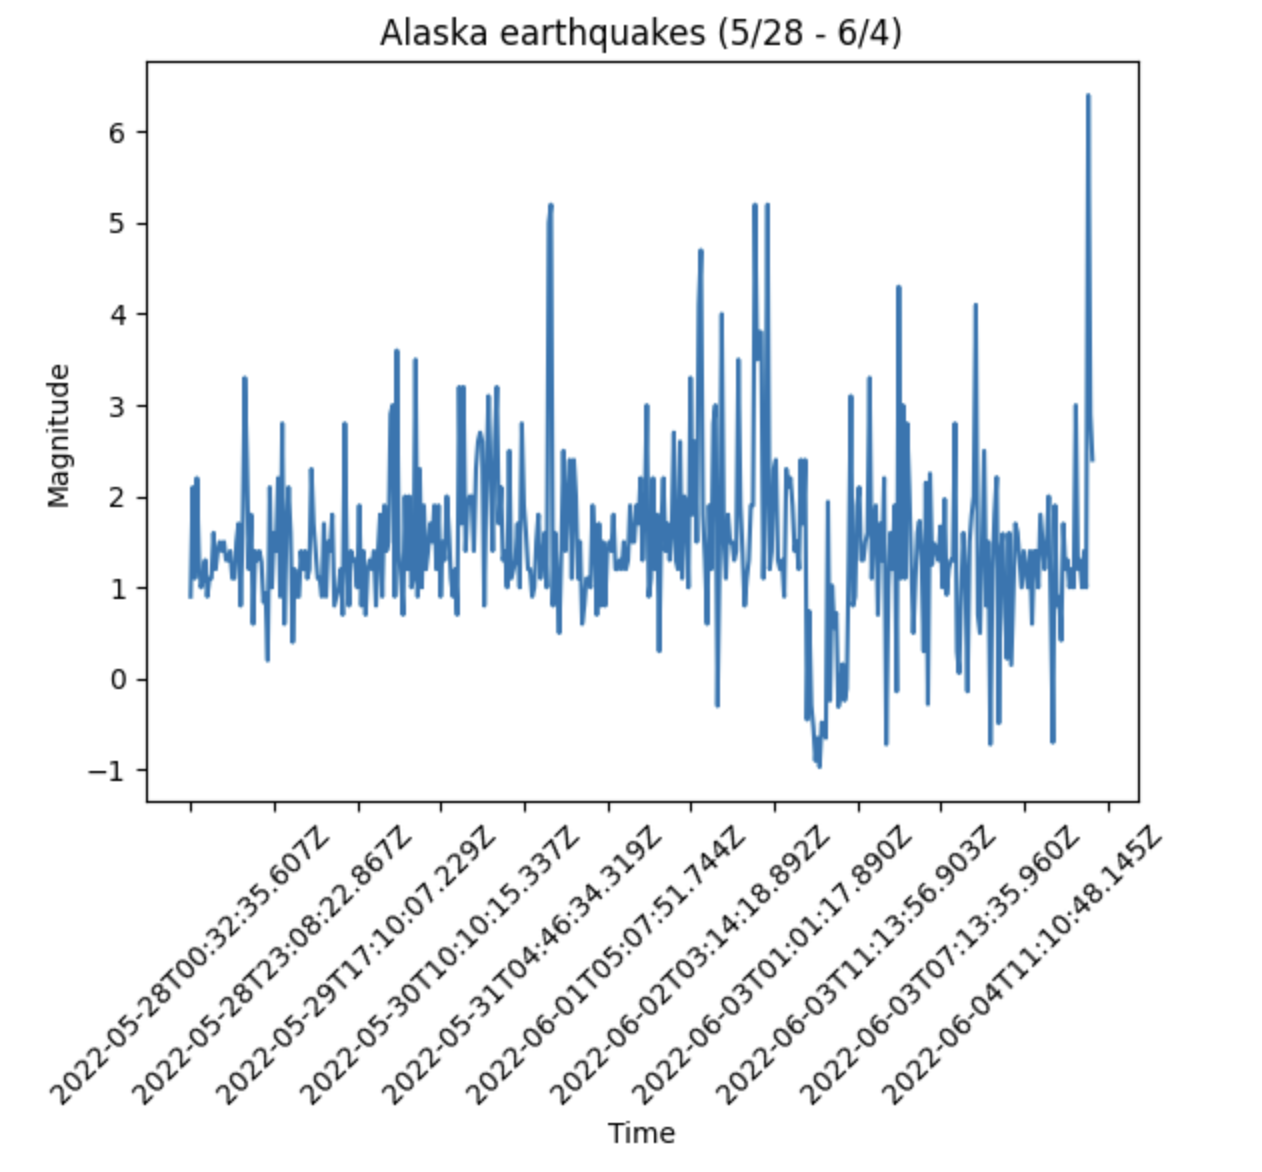 Alaska earthquakes (5/28 - 6/4)
6
5
4
3
2
1
0
−1
Magnitude
2022-05-28T00:32:35.607Z
2022-05-28T23:08:22.867Z
2022-05-29T17:10:07.229Z
2022-05-30T10:10:15.337Z
2022-05-31T04:46:34.319Z
2022-06-01T05:07:51.744Z
2022-06-02T03:14:18.892Z
2022-06-03T01:01:17.890Z
2022-06-03T11:13:56.903Z
2022-06-03T07:13:35.960Z
2022-06-04T11:10:48.145Z
Time